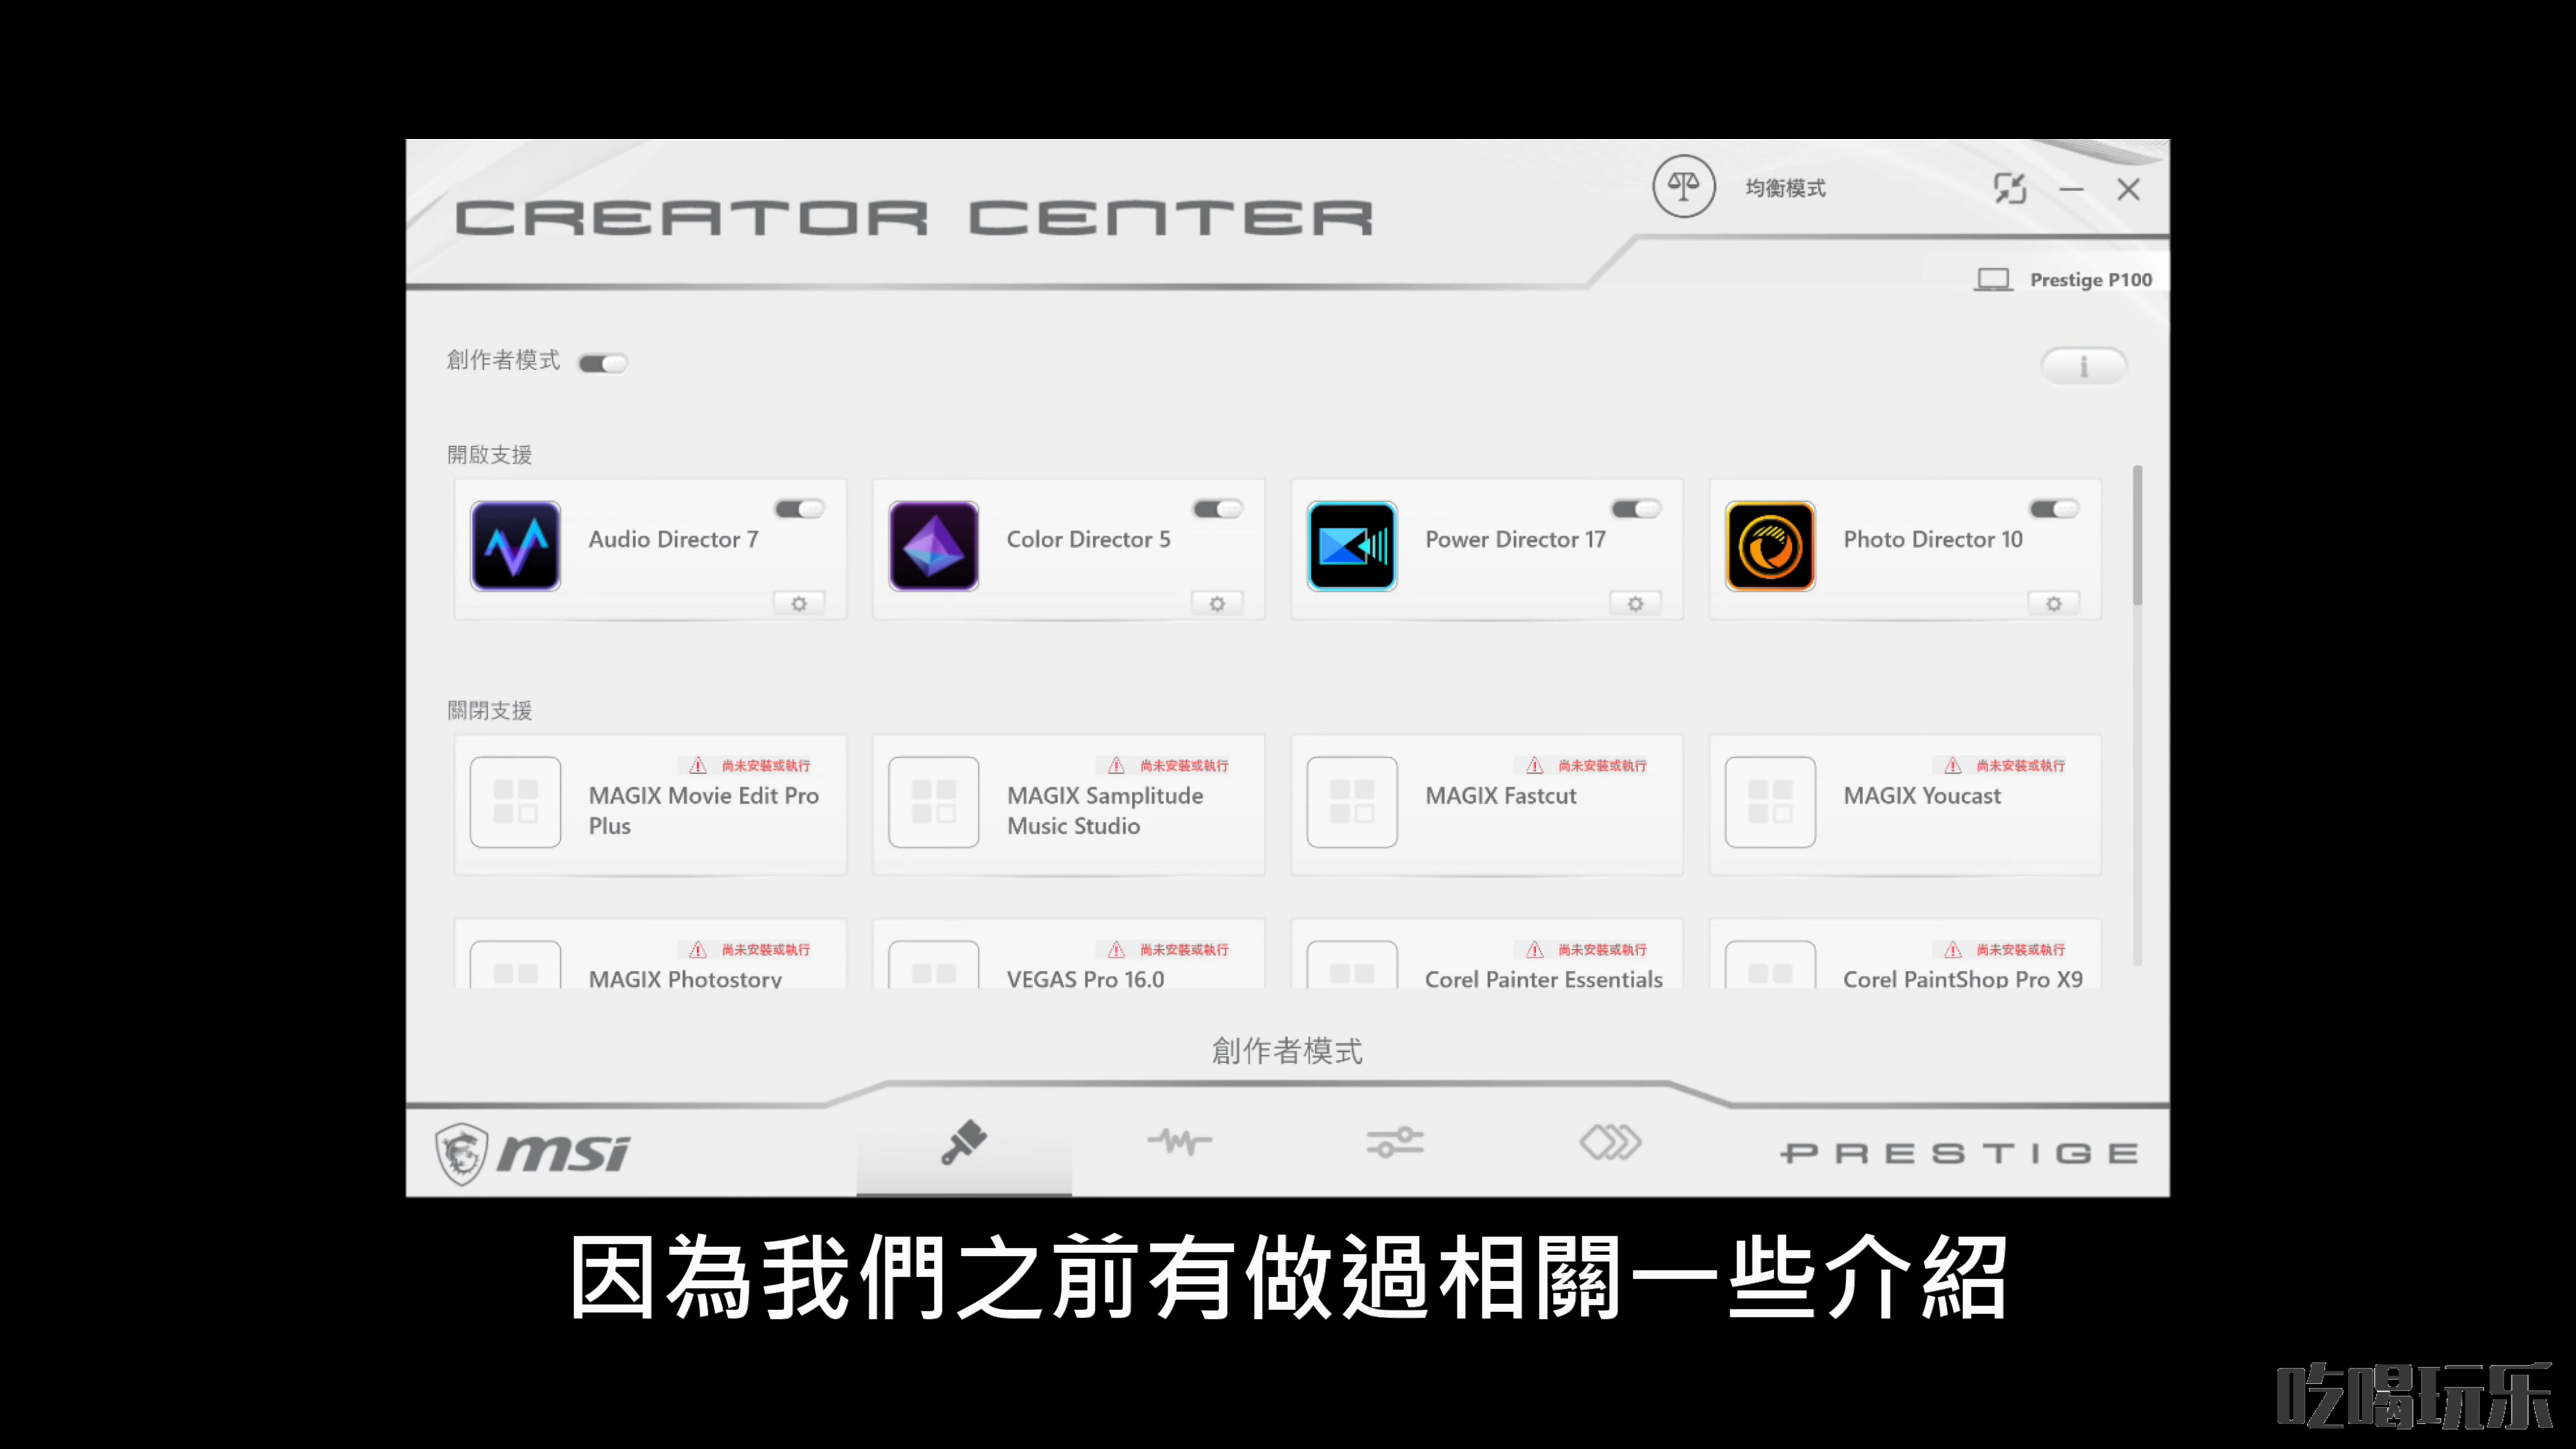 CREATOR CENTER
均衡模式
Prestige P100
創作者模式
i
開啟支援
Audio Director 7
Color Director 5
Power Director 17
Photo Director 10
關閉支援
尚未安裝或執行
MAGIX Movie Edit Pro
Plus
尚未安裝或執行
MAGIX Samplitude
Music Studio
尚未安裝或執行
MAGIX Fastcut
尚未安裝或執行
MAGIX Youcast
尚未安裝或執行
MAGIX Photostory
尚未安裝或執行
VEGAS Pro 16.0
尚未安裝或執行
Corel Painter Essentials
尚未安裝或執行
Corel PaintShop Pro X9
創作者模式
msi
PRESTIGE
因為我們之前有做過相關一些介紹
吃喝玩乐